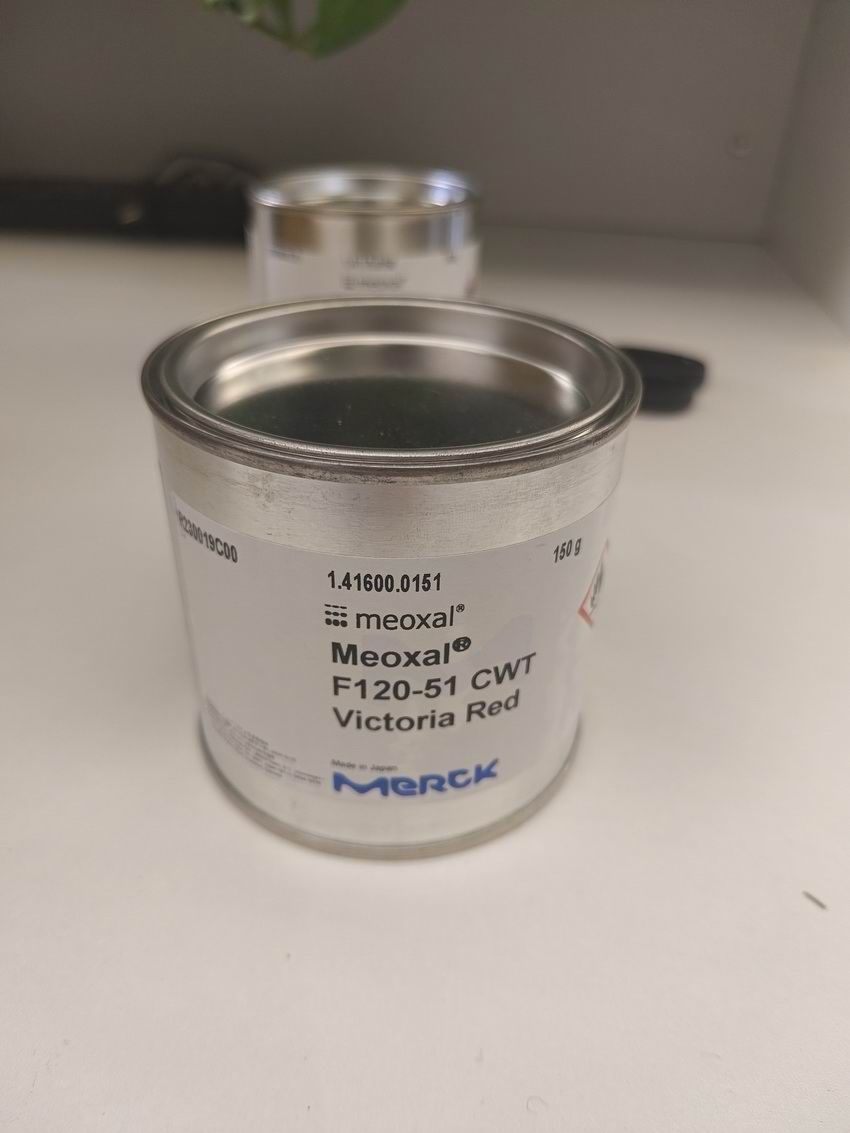 R230019C00
150 g
1.41600.0151
meoxal®
Meoxal®
F120-51 CWT
Victoria Red
Made in Japan
Merck